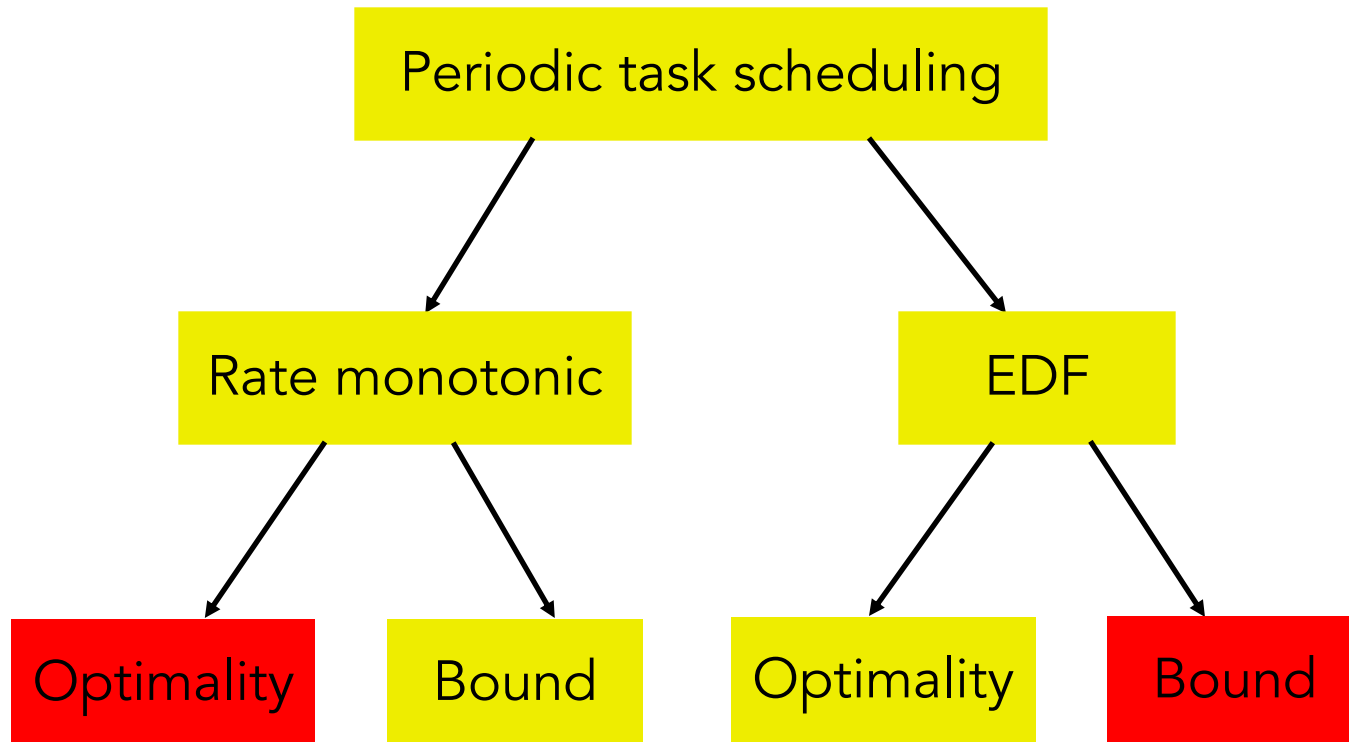 Periodic task scheduling
Rate monotonic
EDF
Optimality
Bound
Optimality
Bound